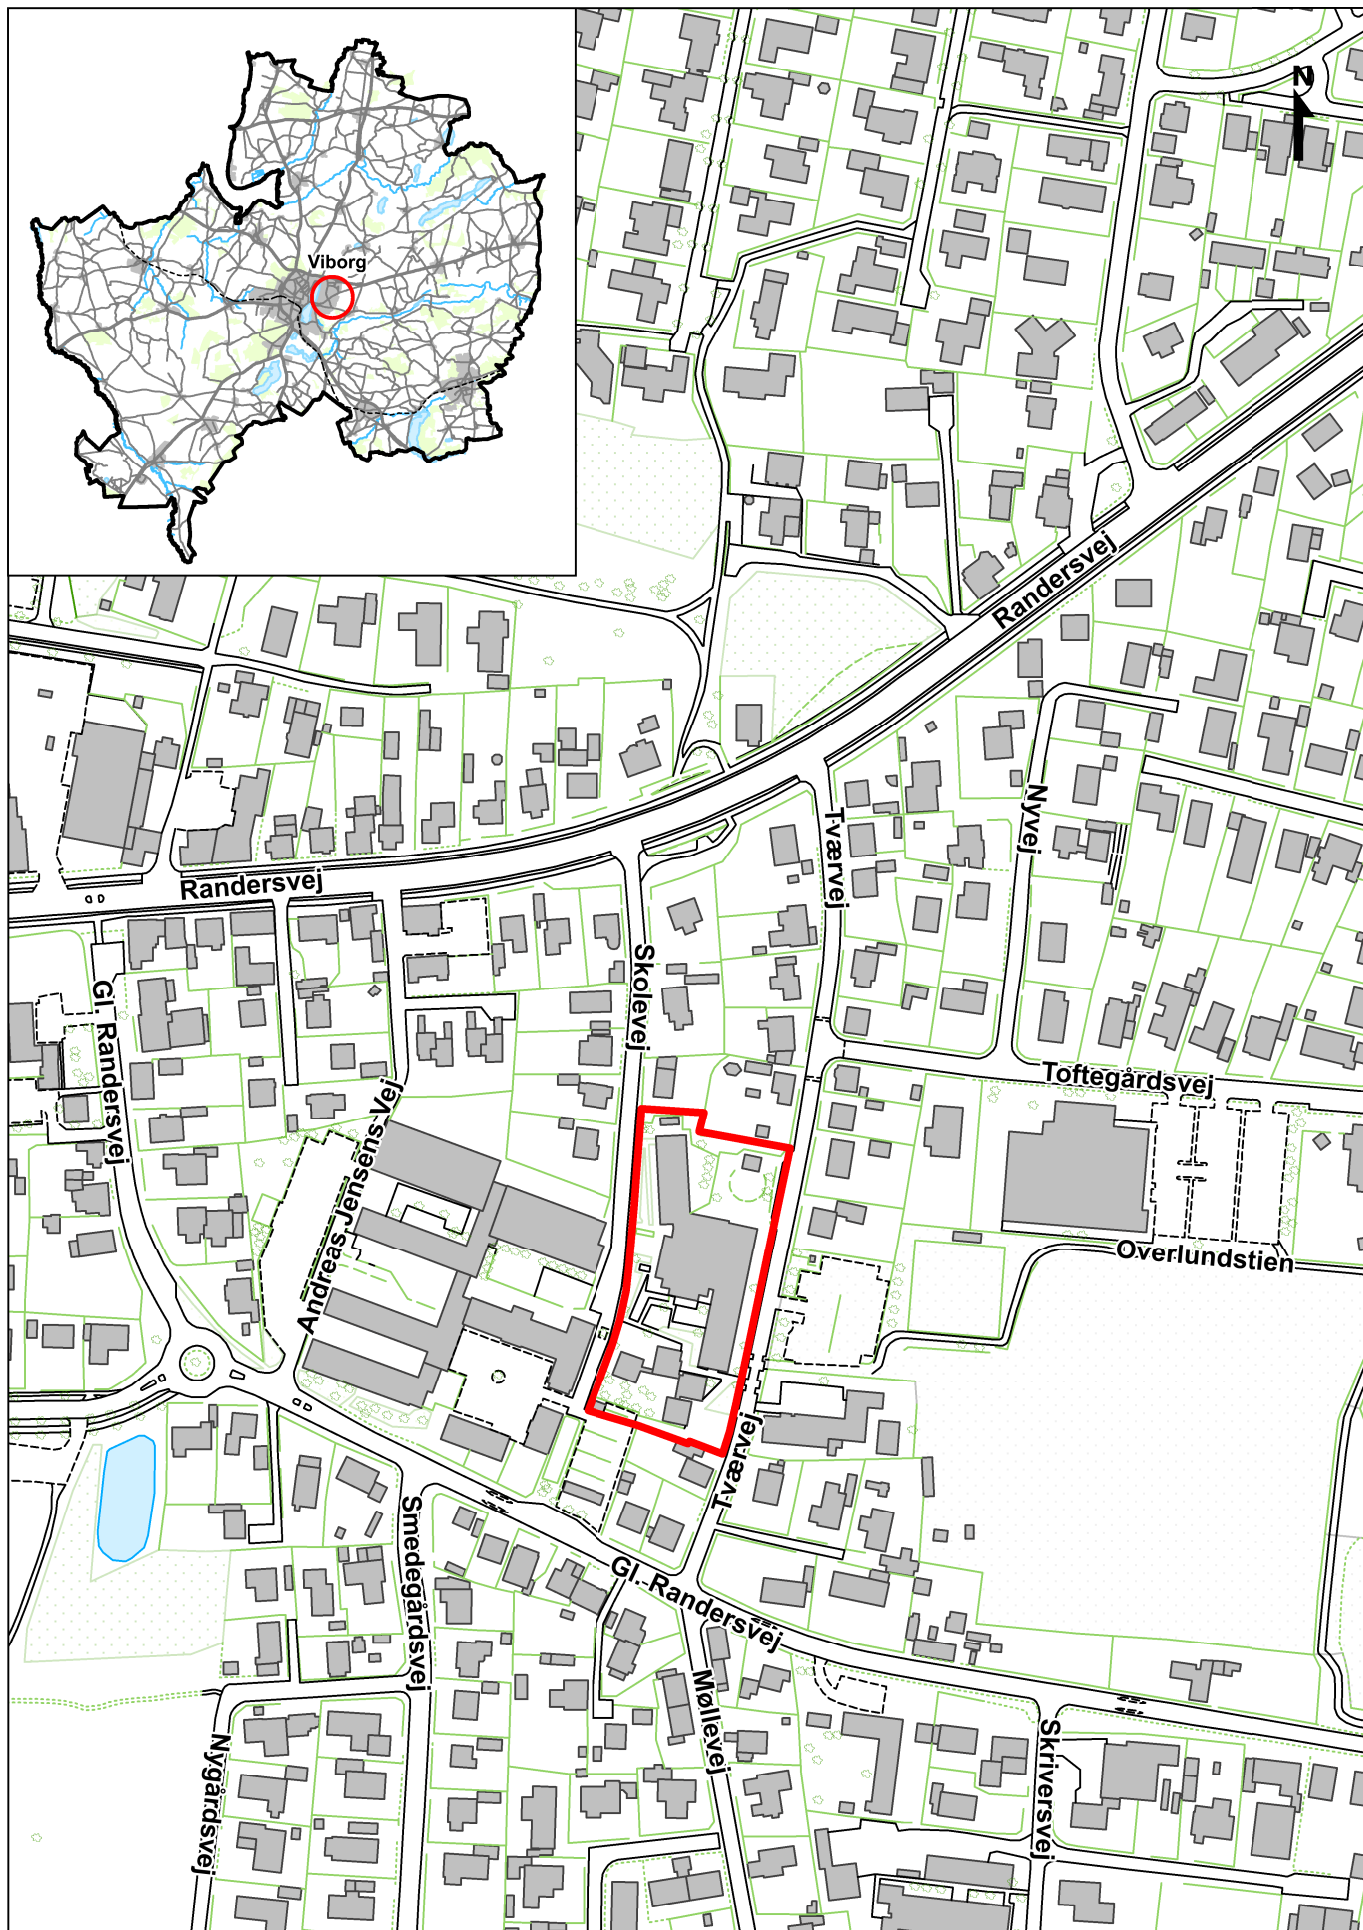 N
Viborg
Randersvej
Nyvej
Tværvej
Randersvej
Skolevej
Gl. Randersvej
Toftegårdsvej
Andreas Jensens Vej
Overlundstien
Tværvej
Smedegårdsvej
Gl. Randersvej
Møllevej
Skriversvej
Nygårdsvej